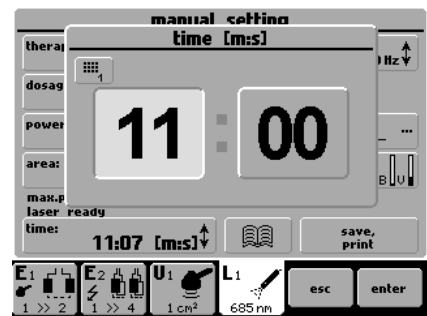 manual setting
time [m:s]
therap
Hz
1
dosag
11 : 00
power
...
area:
B U
max.p
laser ready
time:
11:07 [m:s]
save,
print
E1
1 >> 2
E2
1 >> 4
U1
1 cm²
L1
685 nm
esc
enter